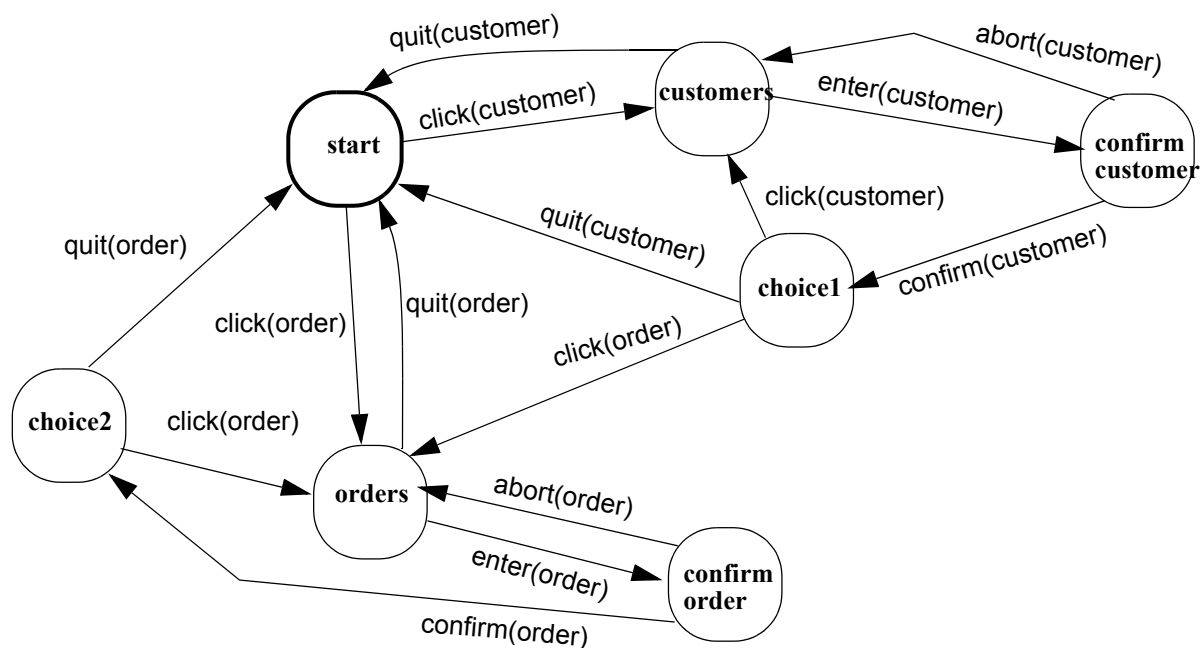 quit(customer)
abort(customer)
customers
enter(customer)
click(customer)
start
confirm
customer
click(customer)
quit(customer)
quit(order)
confirm(customer)
choice1
click(order)
quit(order)
click(order)
choice2
click(order)
orders
abort(order)
enter(order)
confirm
order
confirm(order)